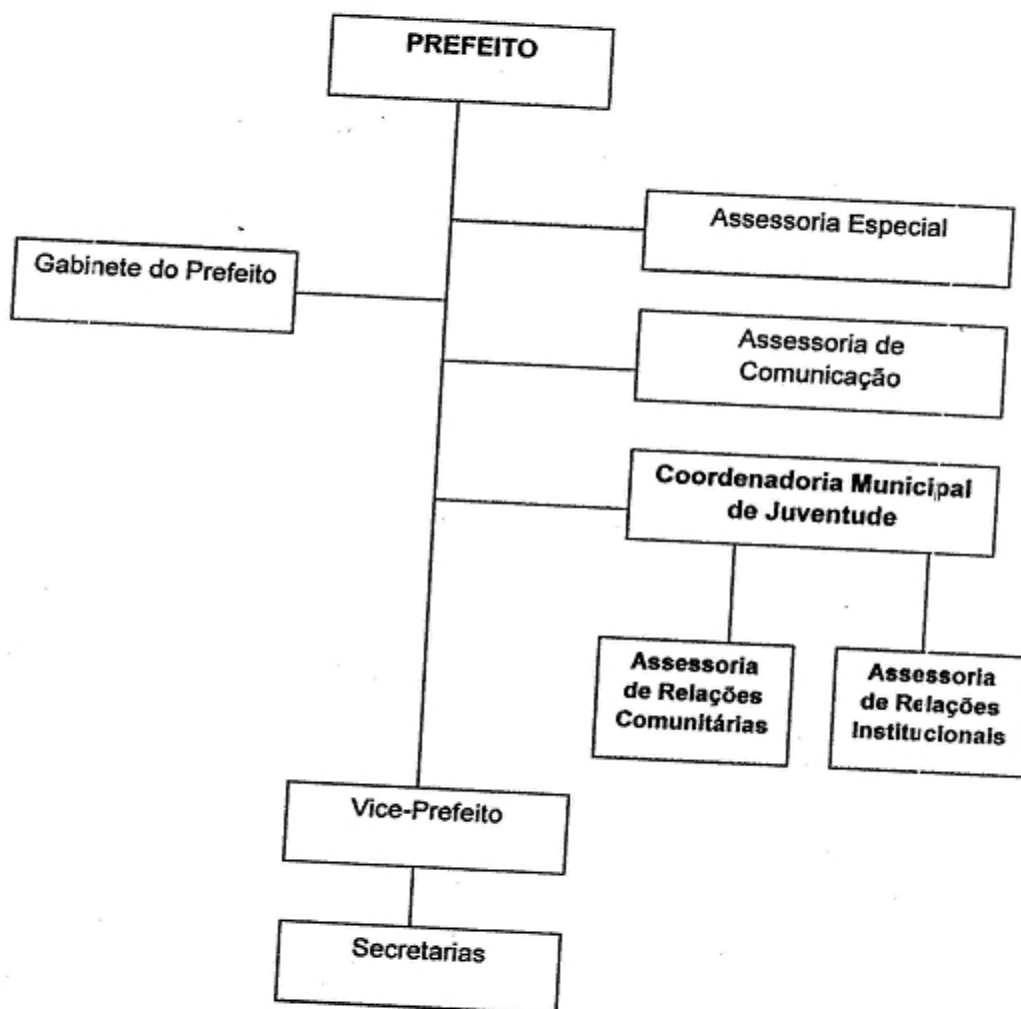 PREFEITO
Assessoria Especial
Gabinete do Prefeito
Assessoria de
Comunicação
Coordenadoria Municipal
de Juventude
Assessoria
de Relações
Comunitárias
Assessoria
de Relações
Institucionais
Vice-Prefeito
Secretarias